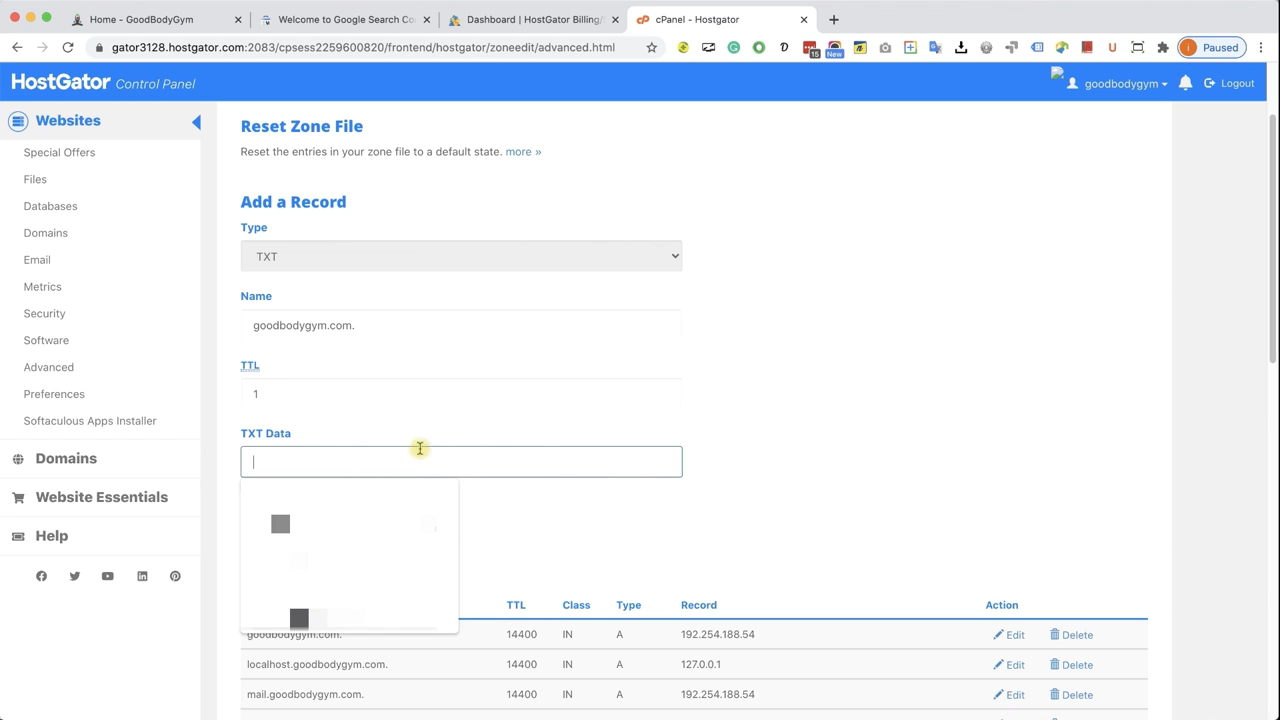 Home - GoodBodyGym
Welcome to Google Search Co
Dashboard | HostGator Billing/
cPanel - Hostgator
gator3128.hostgator.com:2083/cpsess2259600820/frontend/hostgator/zoneedit/advanced.html
15
New
Paused
HostGator Control Panel
goodbodygym
Logout
Websites
Special Offers
Files
Databases
Domains
Email
Metrics
Security
Software
Advanced
Preferences
Softaculous Apps Installer
Domains
Website Essentials
Help
Reset Zone File
Reset the entries in your zone file to a default state. more »
Add a Record
Type
TXT
Name
goodbodygym.com.
TTL
1
TXT Data
TTL Class Type Record Action
goodbodygym.com. 14400 IN A 192.254.188.54 Edit Delete
localhost.goodbodygym.com. 14400 IN A 127.0.0.1 Edit Delete
mail.goodbodygym.com. 14400 IN A 192.254.188.54 Edit Delete